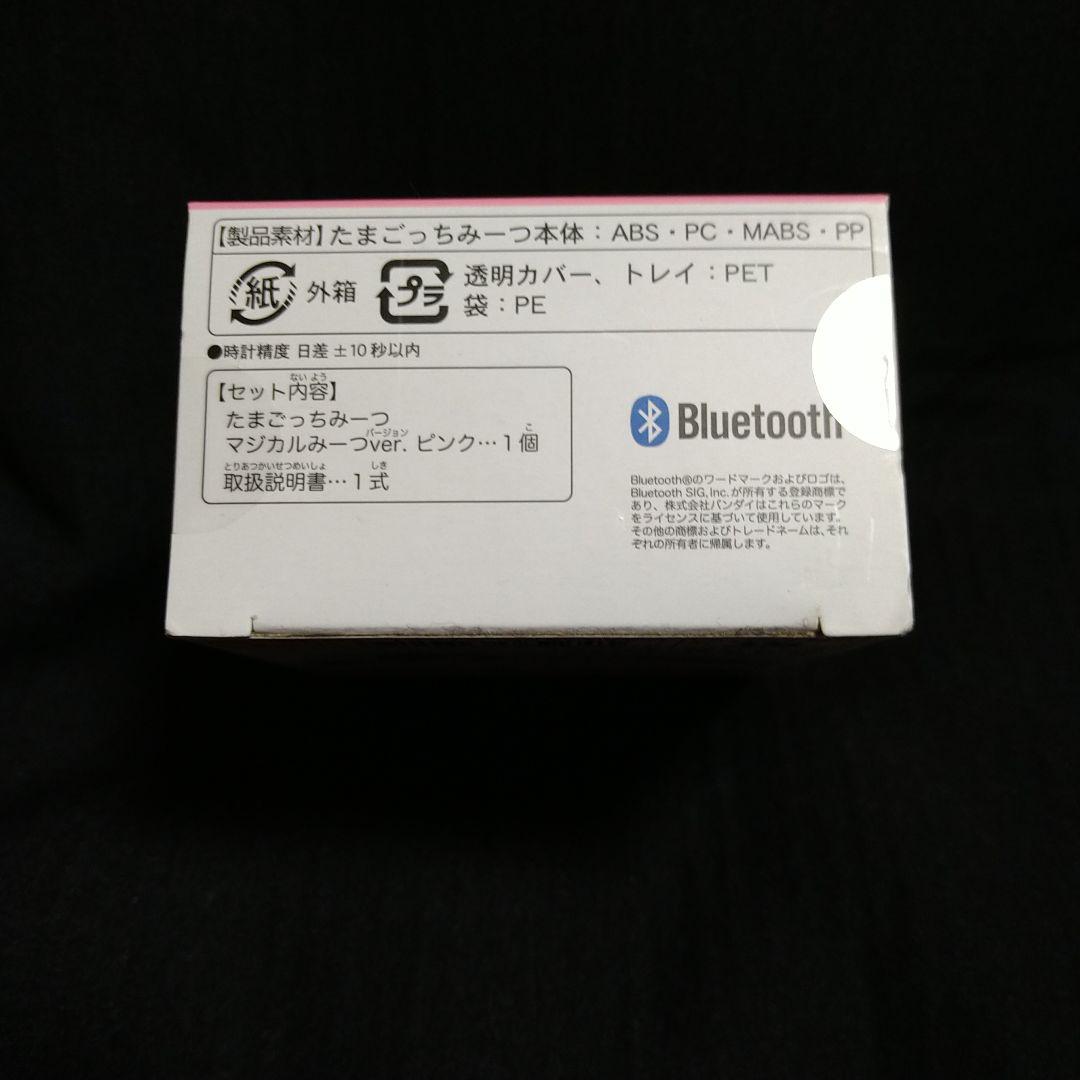 【製品素材】たまごっちみーつ本体：ABS・PC・MABS・PP
紙 外箱 プラ 透明カバー、トレイ：PET
袋：PE
●時計精度 日差 ±10 秒以内
【セット内容】
ないよう
たまごっちみーつ
マジカルみーつver. ピンク…1個
バージョン こ
取扱説明書…1式
とりあつかいせつめいしょ しき
Bluetooth
Bluetooth®のワードマークおよびロゴは、
Bluetooth SIG, Inc.が所有する登録商標で
あり、株式会社バンダイはこれらのマーク
をライセンスに基づいて使用しています。
その他の商標およびトレードネームは、それ
ぞれの所有者に帰属します。